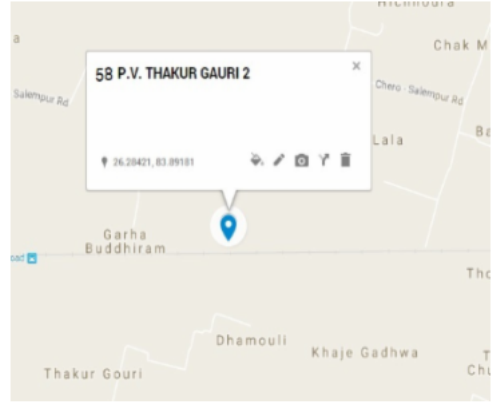 a
Chak M
58 P.V. THAKUR GAURI 2
Salempur Rd
Chero - Salempur Rd
Lala
Ba
26.28421, 83.89181
Garha
Buddhiram
oad
Tho
Dhamouli
Khaje Gadhwa
Thakur Gouri
T
Chu